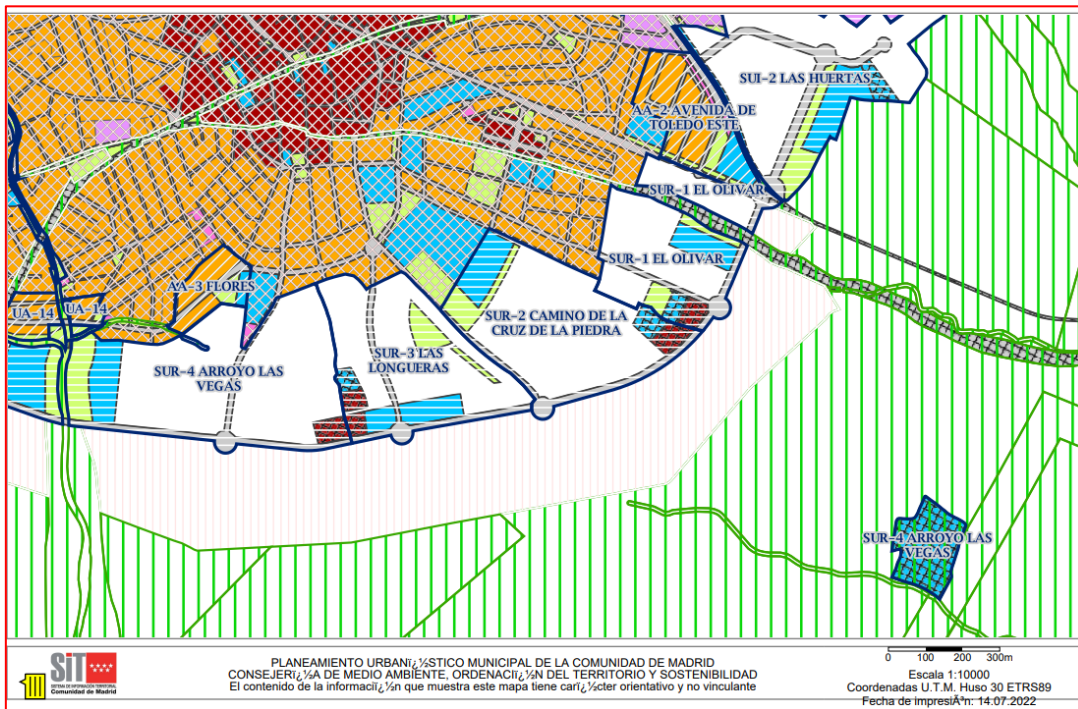 SUI-2 LAS HUERTAS
AA-2 AVENIDA DE
TOLEDO ESTE
SUR-1 EL OLIVAR
SUR-1 EL OLIVAR
AA-3 FLORES
UA-14
UA-14
SUR-2 CAMINO DE LA
CRUZ DE LA PIEDRA
SUR-3 LAS
LONGUERAS
SUR-4 ARROYO LAS
VEGAS
SUR-4 ARROYO LAS
VEGAS
SiT
SISTEMA DE INFORMACIÓN TERRITORIAL
Comunidad de Madrid
PLANEAMIENTO URBANï¿½STICO MUNICIPAL DE LA COMUNIDAD DE MADRID
CONSEJERï¿½A DE MEDIO AMBIENTE, ORDENACIï¿½N DEL TERRITORIO Y SOSTENIBILIDAD
El contenido de la informaciï¿½n que muestra este mapa tiene carï¿½cter orientativo y no vinculante
0 100 200 300m
Escala 1:10000
Coordenadas U.T.M. Huso 30 ETRS89
Fecha de impresiÃ³n: 14.07.2022